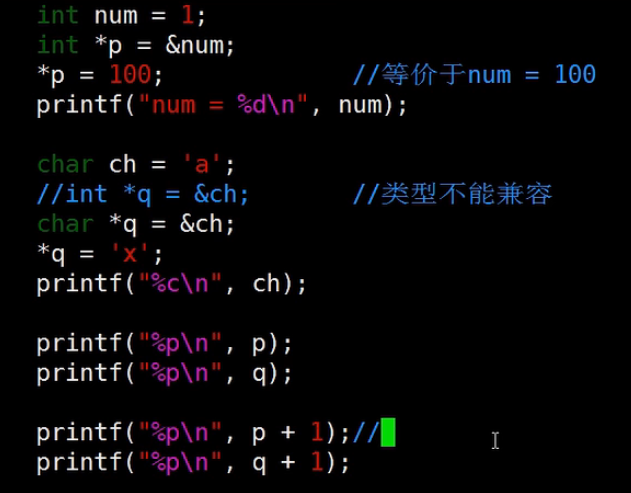 int num = 1;
int *p = &num;
*p = 100;             //等价于num = 100
printf("num = %d\n", num);
char ch = 'a';
//int *q = &ch;       //类型不能兼容
char *q = &ch;
*q = 'x';
printf("%c\n", ch);
printf("%p\n", p);
printf("%p\n", q);
printf("%p\n", p + 1);//
printf("%p\n", q + 1);